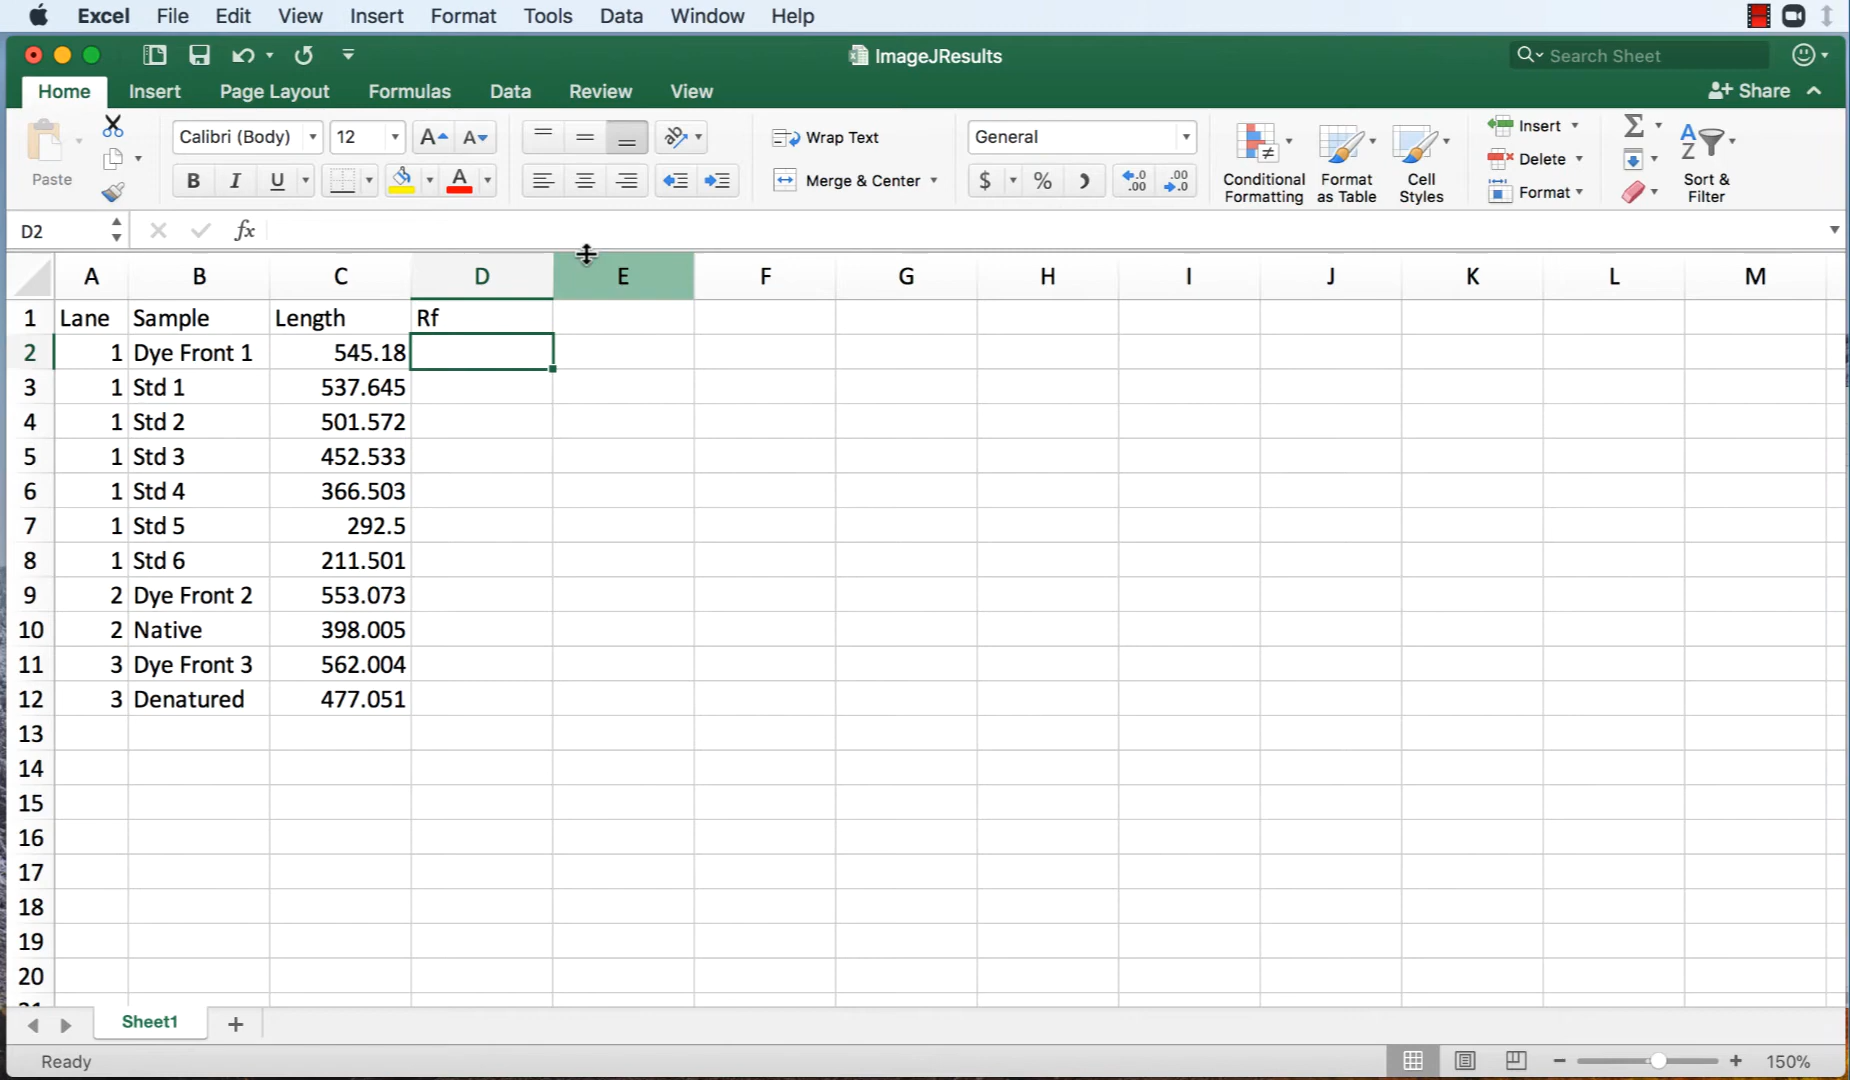 Excel File Edit View Insert Format Tools Data Window Help
ImageJResults
Search Sheet
Home Insert Page Layout Formulas Data Review View
Share
Paste
Calibri (Body) 12 A A
B I U A
Wrap Text
Merge & Center
General
$ % .0 .00 .00 .0
Conditional Formatting
Format as Table
Cell Styles
Insert
Delete
Format
Σ
A Z
Sort & Filter
D2 fx
A B C D E F G H I J K L M
1 Lane Sample Length Rf
2 1 Dye Front 1 545.18
3 1 Std 1 537.645
4 1 Std 2 501.572
5 1 Std 3 452.533
6 1 Std 4 366.503
7 1 Std 5 292.5
8 1 Std 6 211.501
9 2 Dye Front 2 553.073
10 2 Native 398.005
11 3 Dye Front 3 562.004
12 3 Denatured 477.051
13
14
15
16
17
18
19
20
Sheet1 +
Ready 150%